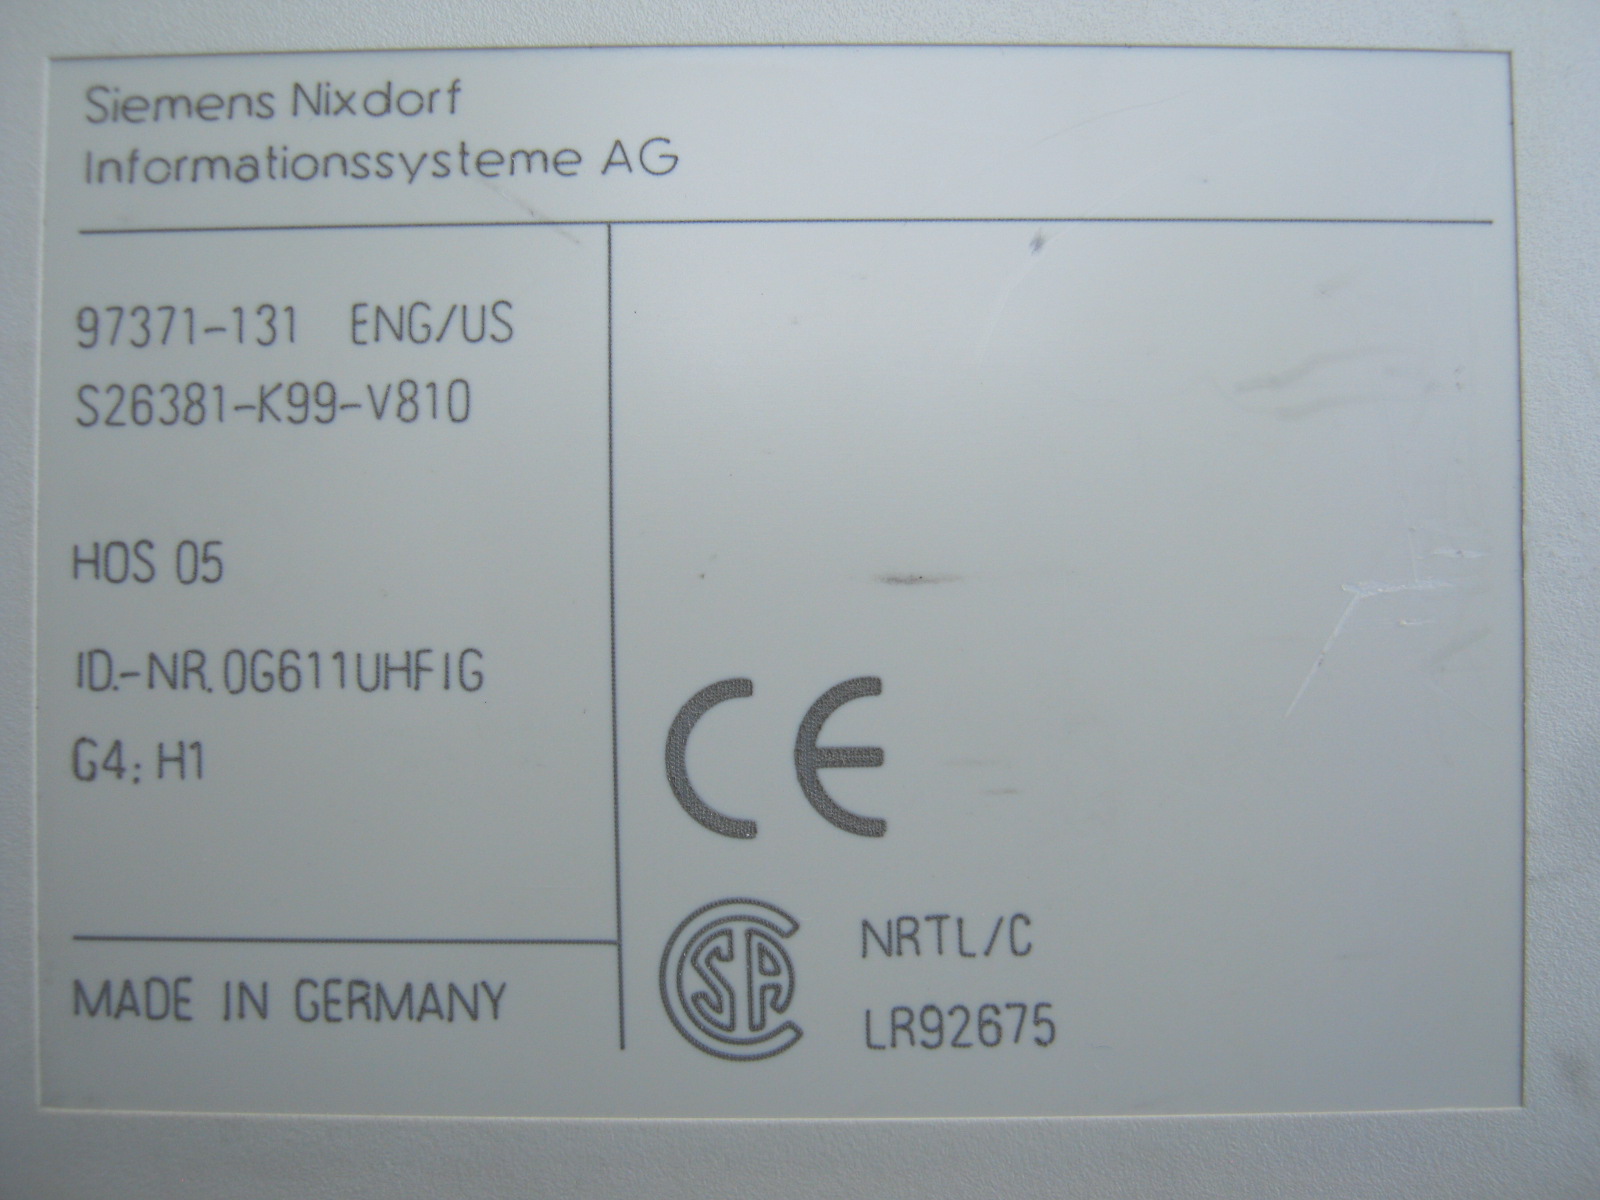 Siemens Nixdorf
Informationssysteme AG
97371-131 ENG/US
S26381-K99-V810
HOS 05
ID.-NR. 0G611UHFIG
G4; H1
MADE IN GERMANY
CE
CSA
NRTL/C
LR92675